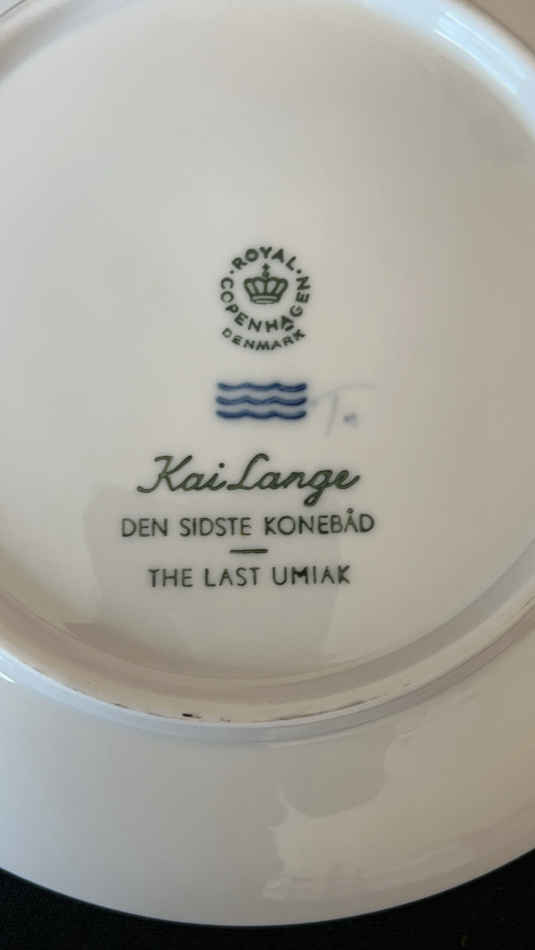 ROYAL
COPENHAGEN
DENMARK
Kai Lange
DEN SIDSTE KONEBÅD
THE LAST UMIAK